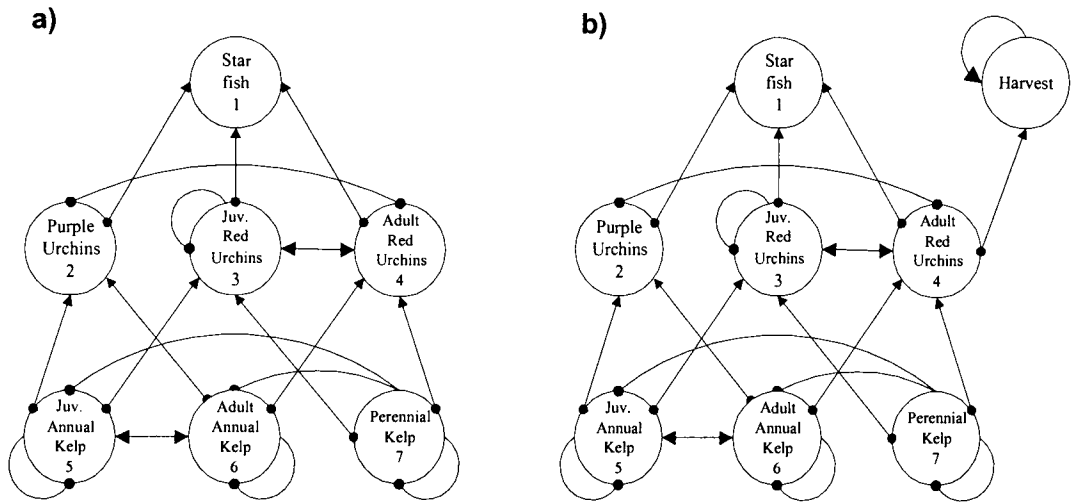 a)
Star
fish
1
Purple
Urchins
2
Juv.
Red
Urchins
3
Adult
Red
Urchins
4
Juv.
Annual
Kelp
5
Adult
Annual
Kelp
6
Perennial
Kelp
7
b)
Star
fish
1
Harvest
Purple
Urchins
2
Juv.
Red
Urchins
3
Adult
Red
Urchins
4
Juv.
Annual
Kelp
5
Adult
Annual
Kelp
6
Perennial
Kelp
7